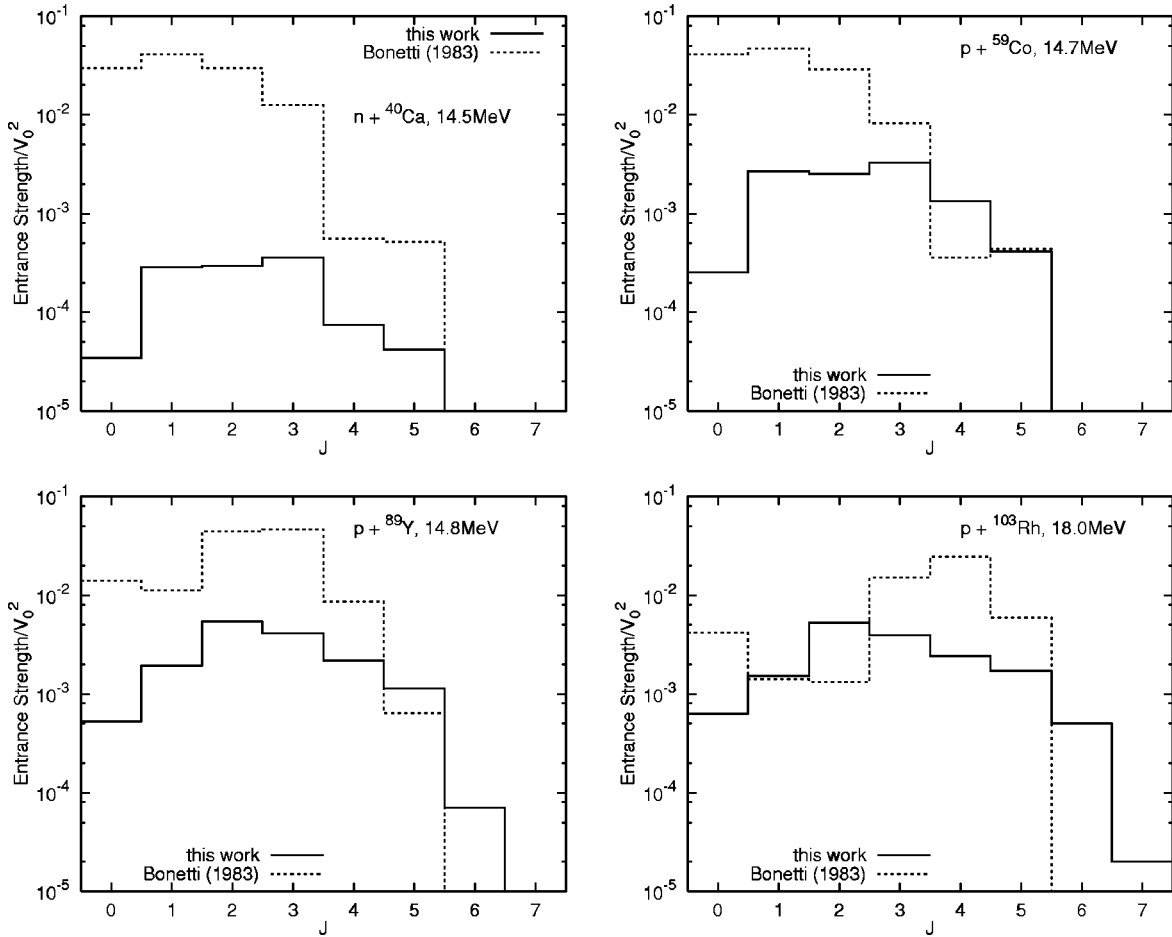 10^-1
this work
Bonetti (1983)
n + ^40Ca, 14.5MeV
10^-2
10^-3
10^-4
10^-5
Entrance Strength/V_0^2
0 1 2 3 4 5 6 7
J
10^-1
p + ^59Co, 14.7MeV
10^-2
10^-3
10^-4
this work
Bonetti (1983)
10^-5
Entrance Strength/V_0^2
0 1 2 3 4 5 6 7
J
10^-1
p + ^89Y, 14.8MeV
10^-2
10^-3
10^-4
this work
Bonetti (1983)
10^-5
Entrance Strength/V_0^2
0 1 2 3 4 5 6 7
J
10^-1
p + ^103Rh, 18.0MeV
10^-2
10^-3
10^-4
this work
Bonetti (1983)
10^-5
Entrance Strength/V_0^2
0 1 2 3 4 5 6 7
J